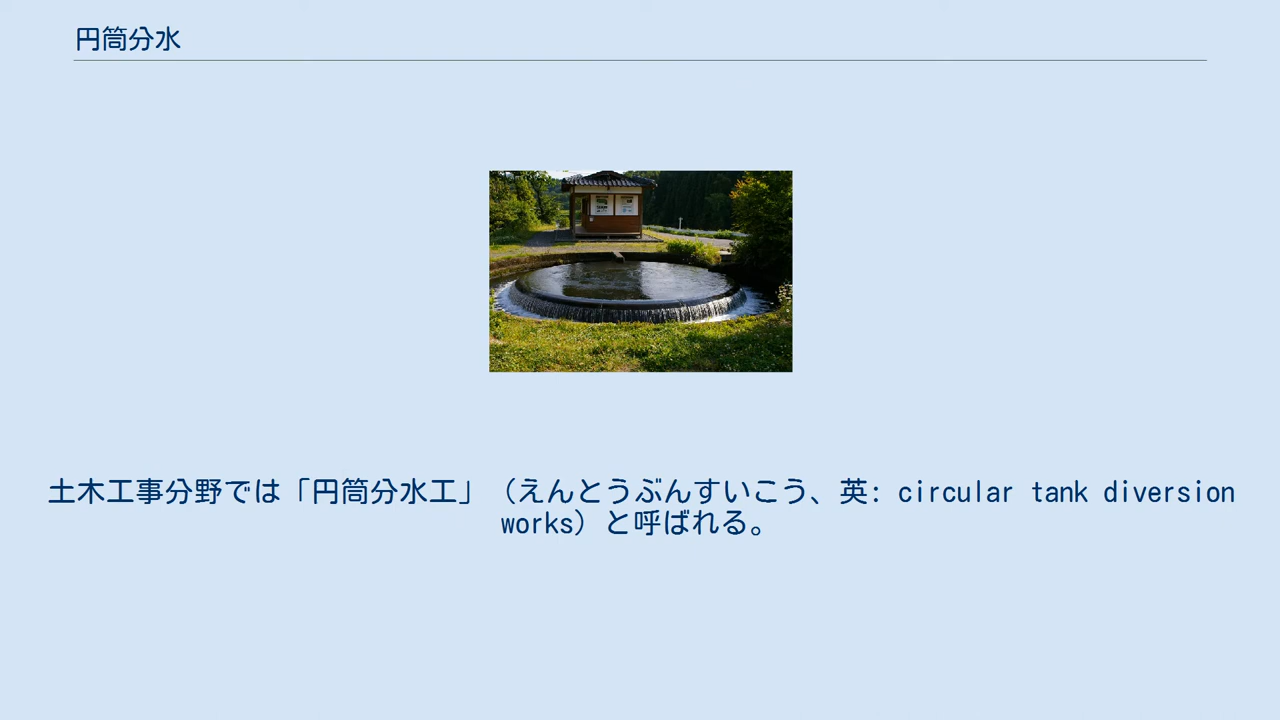 円筒分水
土木工事分野では「円筒分水工」（えんとうぶんすいこう、英: circular tank diversion
works）と呼ばれる。